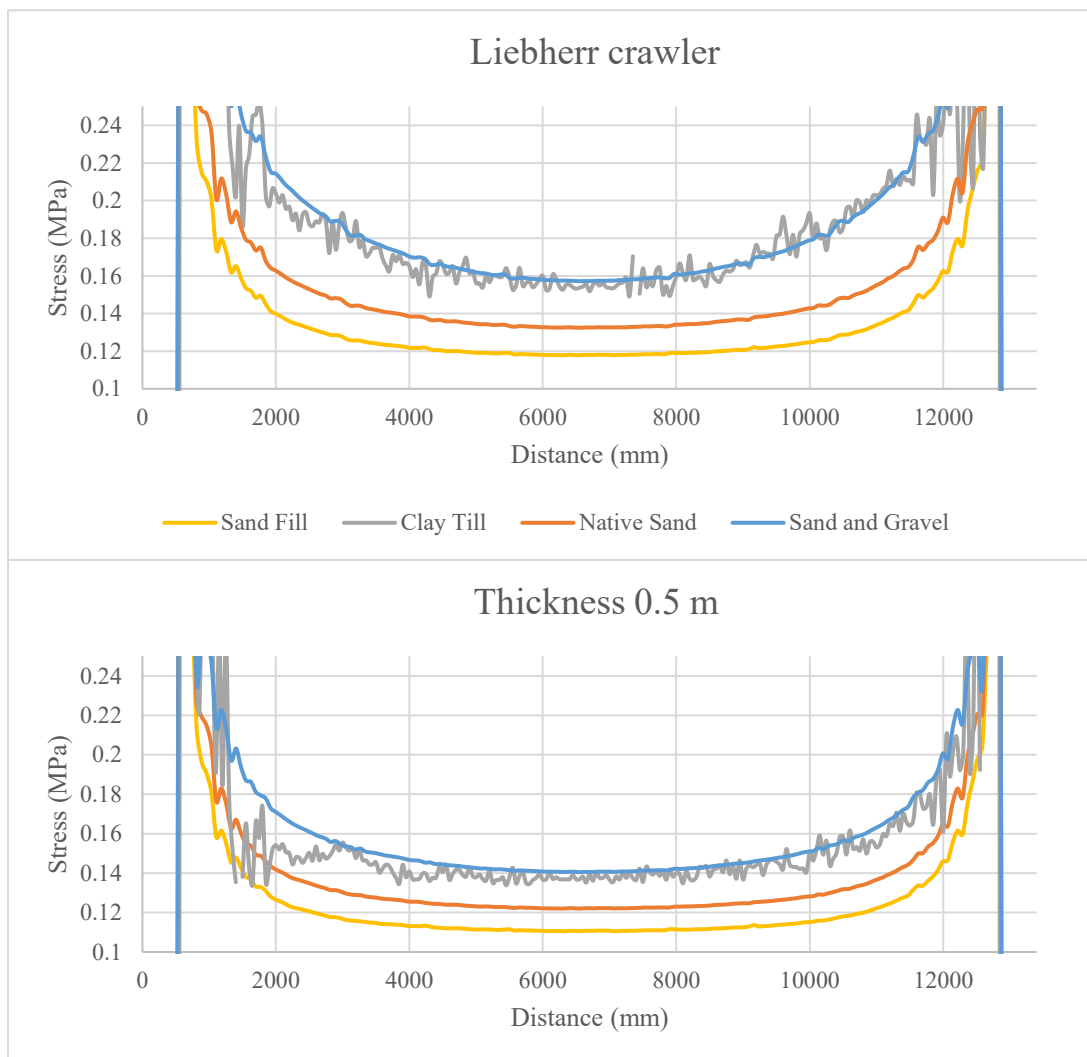 Liebherr crawler
0.24
0.22
0.2
0.18
0.16
0.14
0.12
0.1
Stress (MPa)
0 2000 4000 6000 8000 10000 12000
Distance (mm)
Sand Fill Clay Till Native Sand Sand and Gravel
Thickness 0.5 m
0.24
0.22
0.2
0.18
0.16
0.14
0.12
0.1
Stress (MPa)
0 2000 4000 6000 8000 10000 12000
Distance (mm)